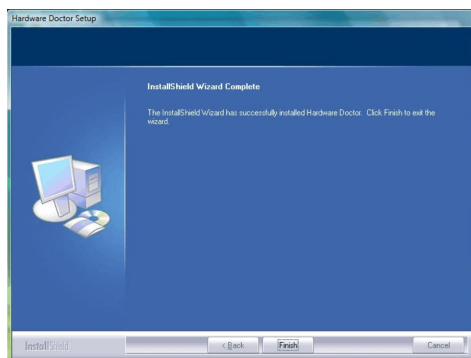 Hardware Doctor Setup
InstallShield Wizard Complete
The InstallShield Wizard has successfully installed Hardware Doctor. Click Finish to exit the
wizard.
InstallShield
< Back
Finish
Cancel